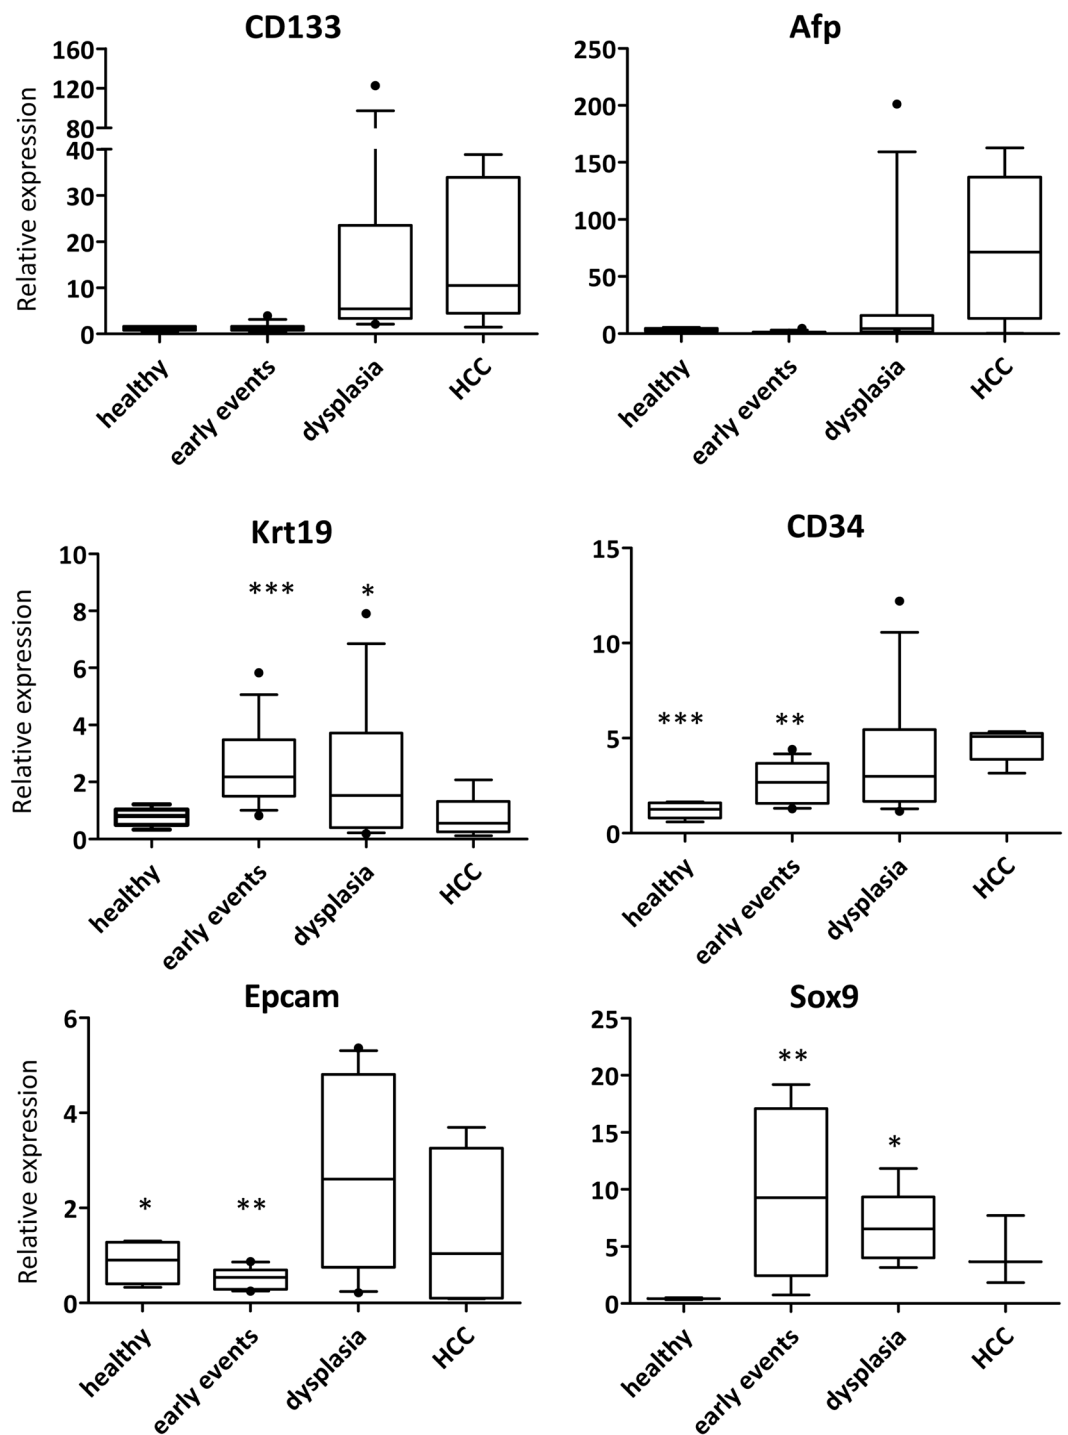 CD133
160
120
80
40
30
20
10
0
Relative expression
healthy
early events
dysplasia
HCC
Afp
250
200
150
100
50
0
healthy
early events
dysplasia
HCC
Krt19
10
8
6
4
2
0
Relative expression
***
*
healthy
early events
dysplasia
HCC
CD34
15
10
5
0
***
**
healthy
early events
dysplasia
HCC
Epcam
6
4
2
0
Relative expression
*
**
healthy
early events
dysplasia
HCC
Sox9
25
20
15
10
5
0
**
*
healthy
early events
dysplasia
HCC